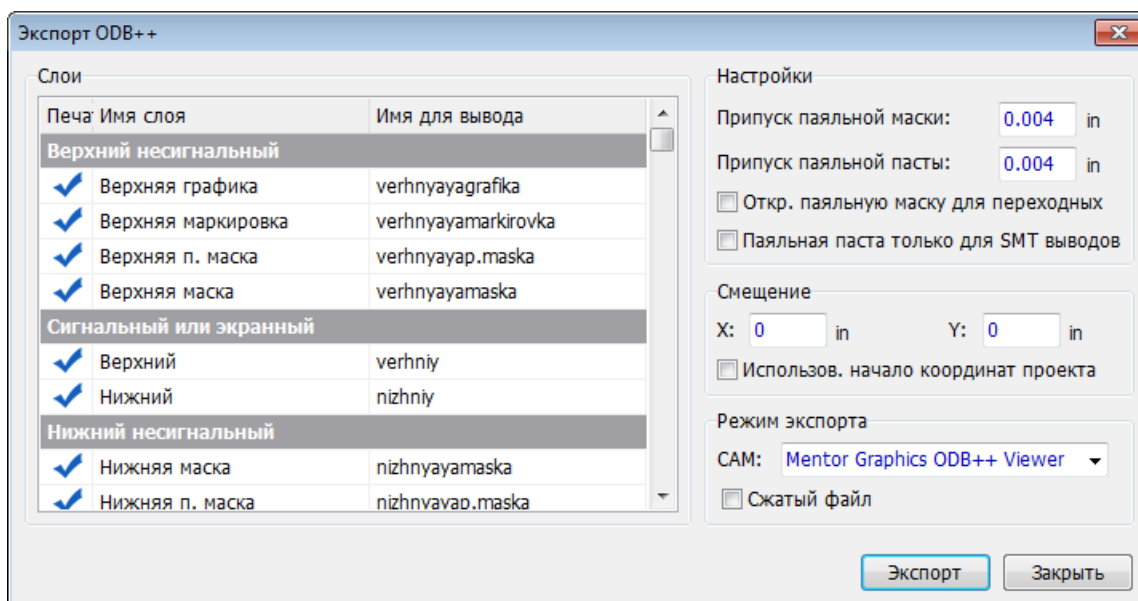 Экспорт ODB++
Слои
Печат Имя слоя Имя для вывода
Верхний несигнальный
Верхняя графика verhnyayagrafika
Верхняя маркировка verhnyayamarkirovka
Верхняя п. маска verhnyayap.maska
Верхняя маска verhnyayamaska
Сигнальный или экранный
Верхний verhniy
Нижний nizhniy
Нижний несигнальный
Нижняя маска nizhnyayamaska
Нижняя п. маска nizhnyayap.maska
Настройки
Припуск паяльной маски: 0.004 in
Припуск паяльной пасты: 0.004 in
Откр. паяльную маску для переходных
Паяльная паста только для SMT выводов
Смещение
X: 0 in Y: 0 in
Использов. начало координат проекта
Режим экспорта
CAM: Mentor Graphics ODB++ Viewer
Сжатый файл
Экспорт Закрыть